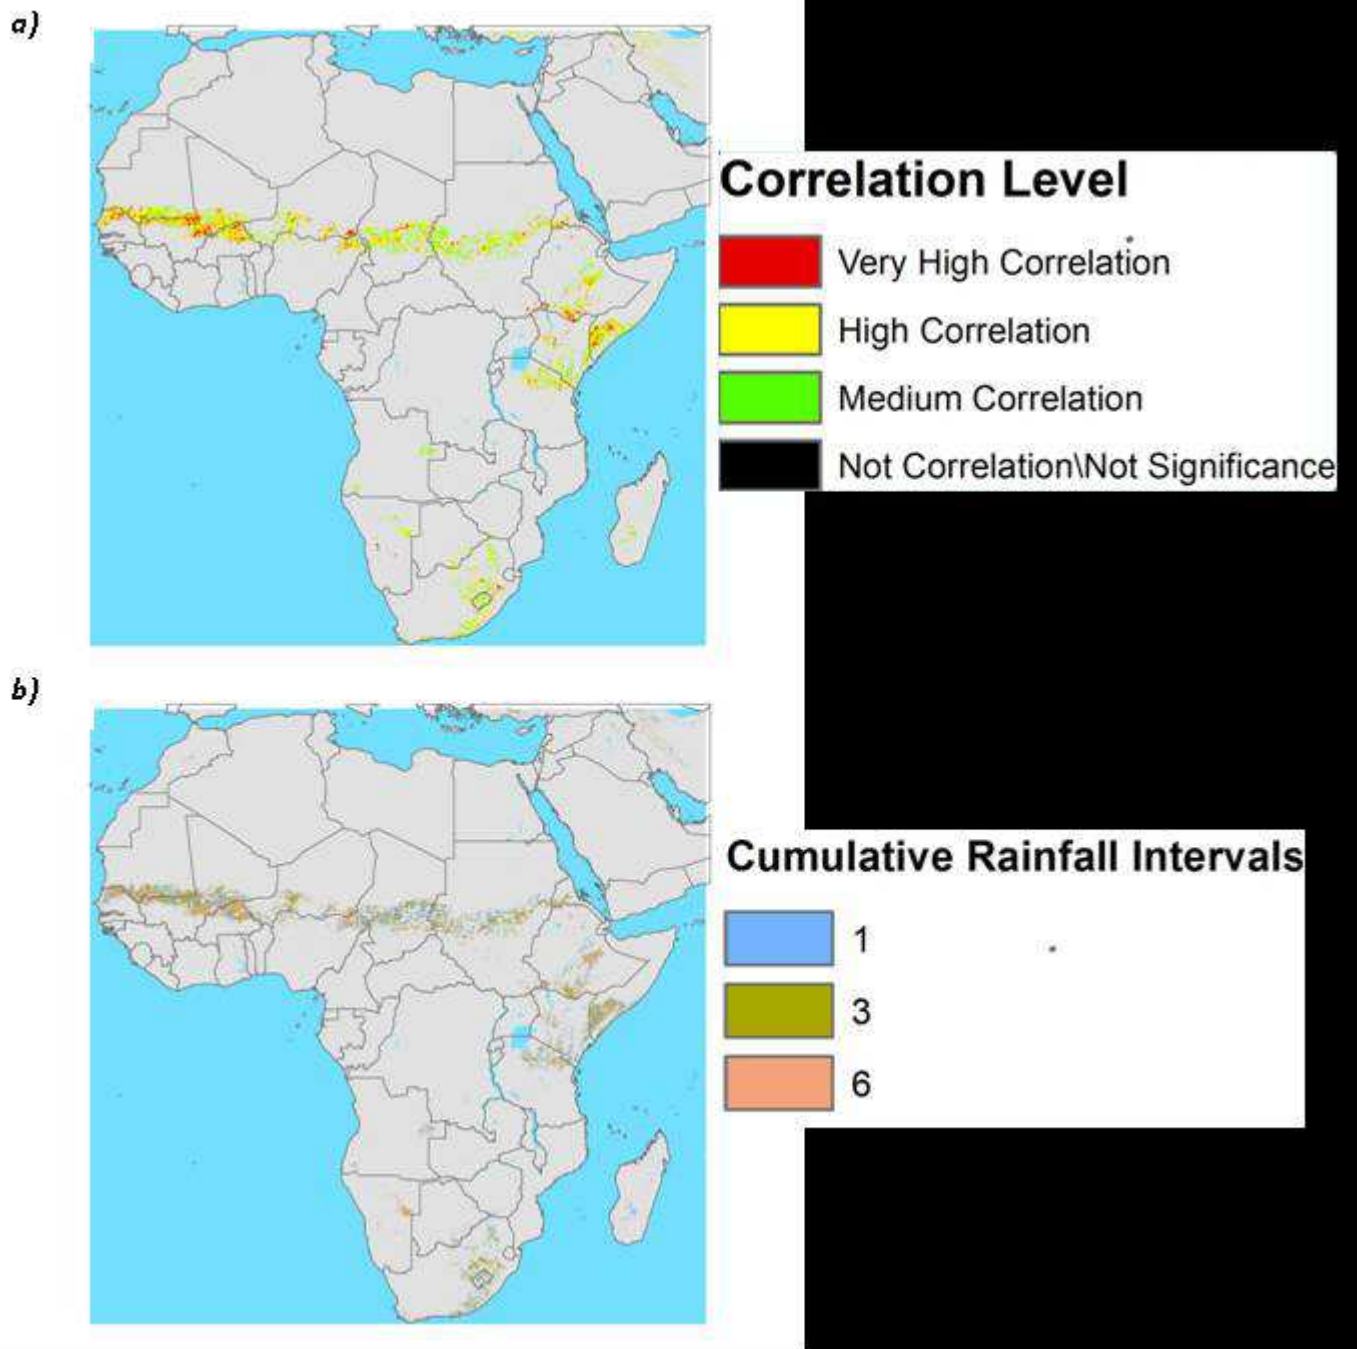 a)
Correlation Level
Very High Correlation
High Correlation
Medium Correlation
Not Correlation\Not Significance
b)
Cumulative Rainfall Intervals
1
3
6